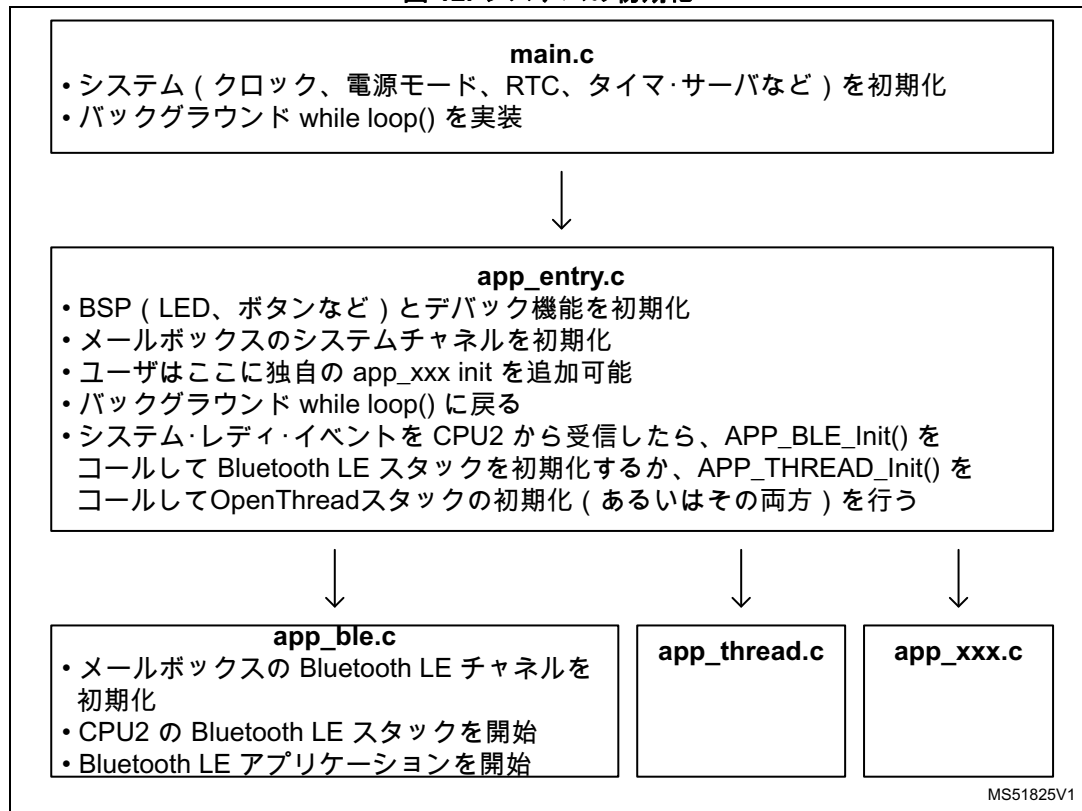 main.c
• システム ( クロック、電源モード、RTC、タイマ·サーバなど ) を初期化
• バックグラウンド while loop() を実装
app_entry.c
• BSP ( LED、ボタンなど ) とデバック機能を初期化
• メールボックスのシステムチャネルを初期化
• ユーザはここに独自の app_xxx init を追加可能
• バックグラウンド while loop() に戻る
• システム·レディ·イベントを CPU2 から受信したら、APP_BLE_Init() を
コールして Bluetooth LE スタックを初期化するか、APP_THREAD_Init() を
コールしてOpenThreadスタックの初期化 ( あるいはその両方 ) を行う
app_ble.c
• メールボックスの Bluetooth LE チャネルを
初期化
• CPU2 の Bluetooth LE スタックを開始
• Bluetooth LE アプリケーションを開始
app_thread.c
app_xxx.c
MS51825V1